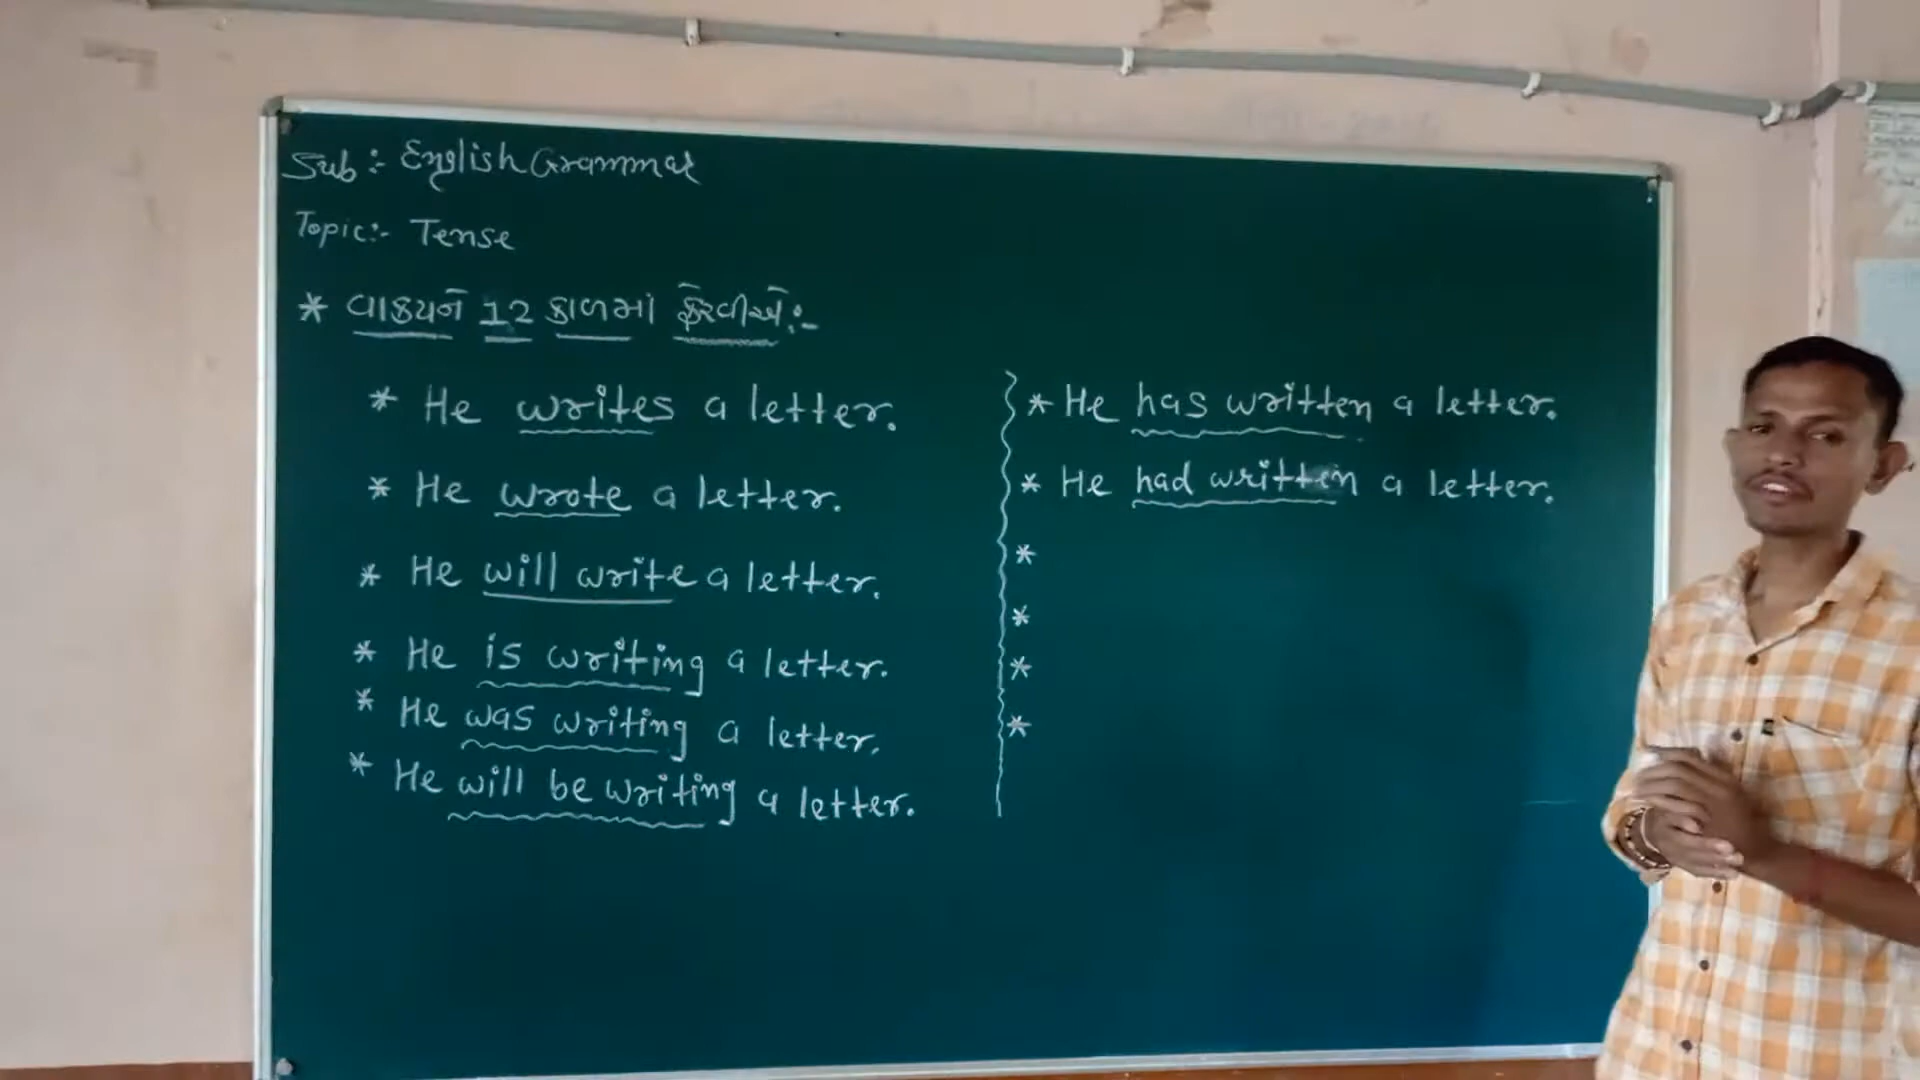 Sub:- English Grammar
Topic:- Tense
* વાક્યને 12 કાળમાં ફેરવીએ:-
* He writes a letter.
* He wrote a letter.
* He will write a letter.
* He is writing a letter.
* He was writing a letter.
* He will be writing a letter.
* He has written a letter.
* He had written a letter.
*
*
*
*